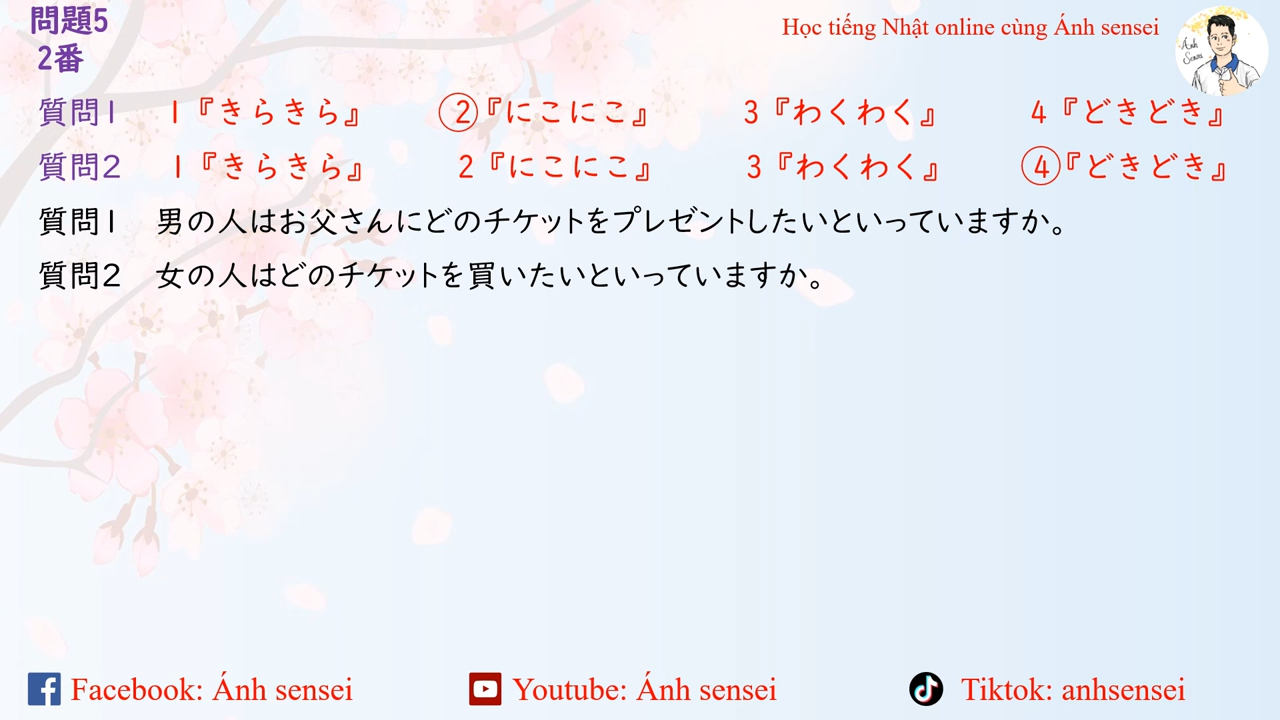 問題5
Học tiếng Nhật online cùng Ánh sensei
Ánh Sensei
2番
質問1 1『きらきら』 ②『にこにこ』 3『わくわく』 4『どきどき』
質問2 1『きらきら』 2『にこにこ』 3『わくわく』 ④『どきどき』
質問1 男の人はお父さんにどのチケットをプレゼントしたいといっていますか。
質問2 女の人はどのチケットを買いたいといっていますか。
Facebook: Ánh sensei Youtube: Ánh sensei Tiktok: anhsensei